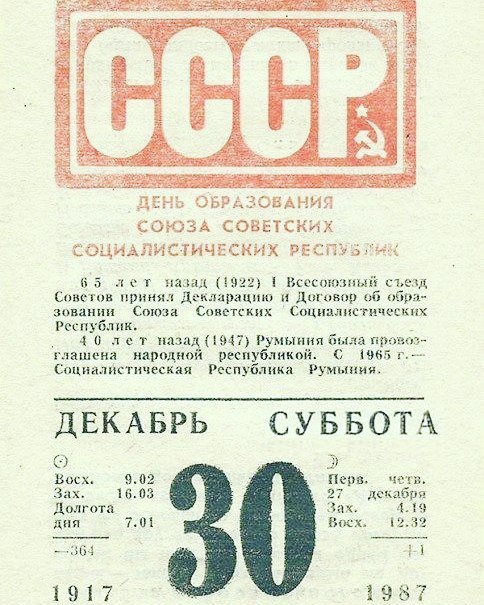 СССР
ДЕНЬ ОБРАЗОВАНИЯ
СОЮЗА СОВЕТСКИХ
СОЦИАЛИСТИЧЕСКИХ РЕСПУБЛИК
65 лет назад (1922) I Всесоюзный съезд
Советов принял Декларацию и Договор об обра-
зовании Союза Советских Социалистических
Республик.
40 лет назад (1947) Румыния была провоз-
глашена народной республикой. С 1965 г.—
Социалистическая Республика Румыния.
ДЕКАБРЬ СУББОТА
Восх. 9.02
Зах. 16.03
Долгота
дня 7.01
—364
1917
30
Перв. четв.
27 декабря
Зах. 4.19
Восх. 12.32
+1
1987